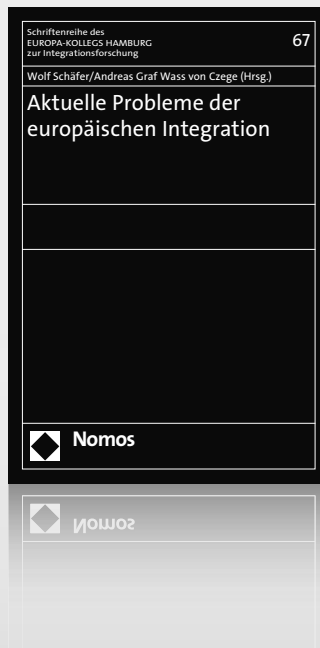 Schriftenreihe des
EUROPA-KOLLEGS HAMBURG
zur Integrationsforschung
67
Wolf Schäfer/Andreas Graf Wass von Czege (Hrsg.)
Aktuelle Probleme der
europäischen Integration
Nomos
Nomos